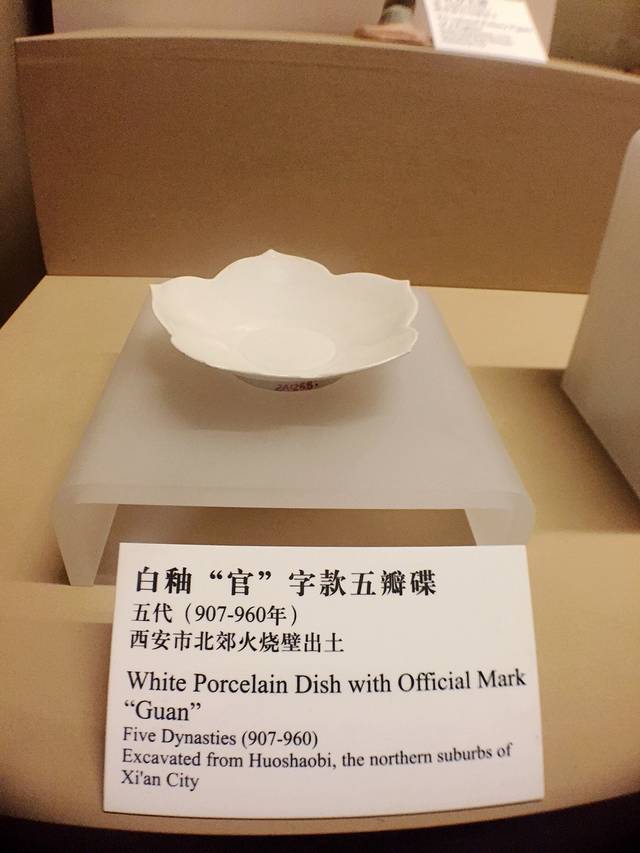 白釉“官”字款五瓣碟
五代（907-960年）
西安市北郊火烧壁出土
White Porcelain Dish with Official Mark
“Guan”
Five Dynasties (907-960)
Excavated from Huoshaobi, the northern suburbs of
Xi'an City